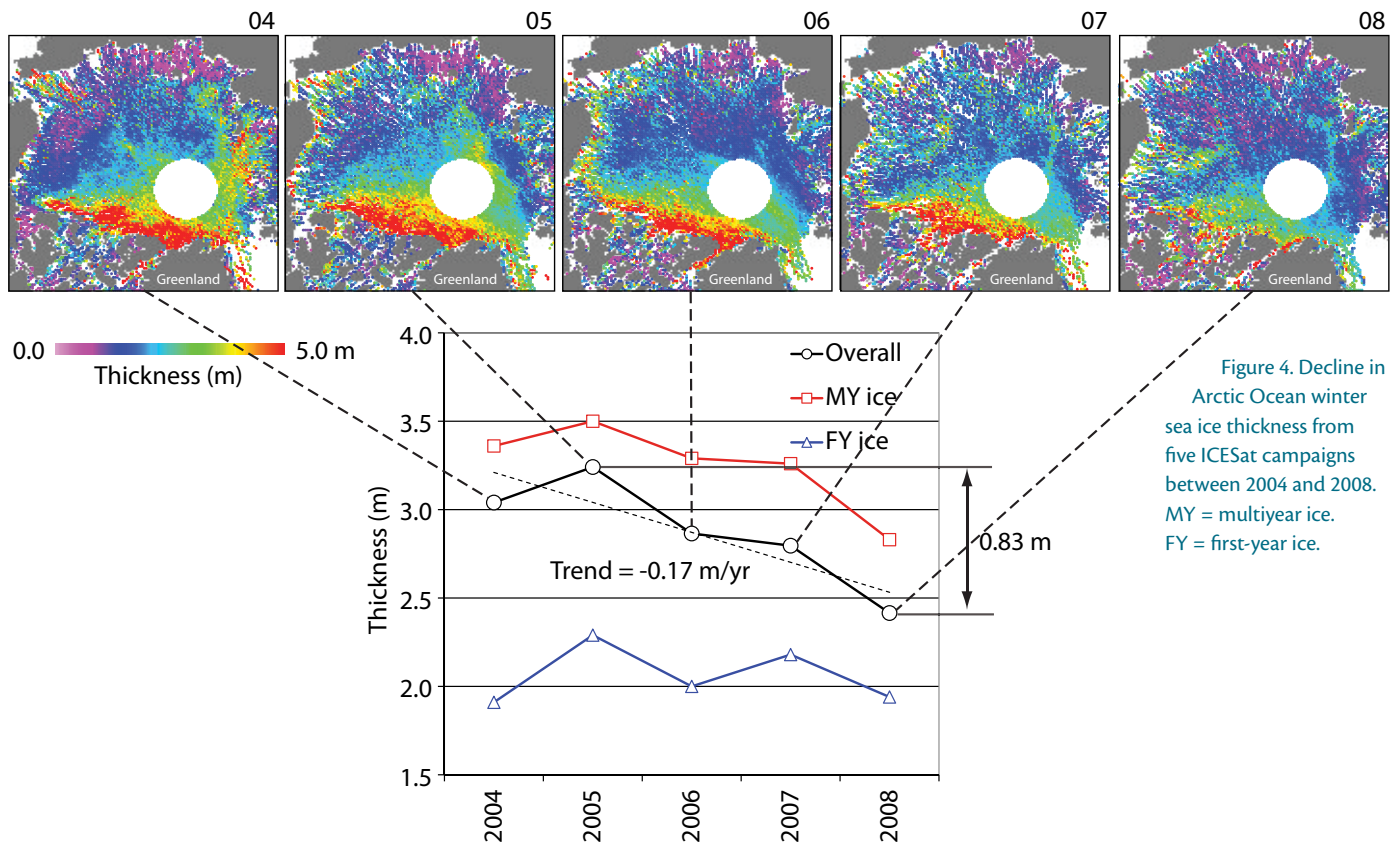 04
05
06
07
08
Greenland
Greenland
Greenland
Greenland
Greenland
0.0
5.0 m
Thickness (m)
4.0
3.5
3.0
2.5
2.0
1.5
Thickness (m)
Overall
MY ice
FY ice
Trend = -0.17 m/yr
0.83 m
2004
2005
2006
2007
2008
Figure 4. Decline in
Arctic Ocean winter
sea ice thickness from
five ICESat campaigns
between 2004 and 2008.
MY = multiyear ice.
FY = first-year ice.